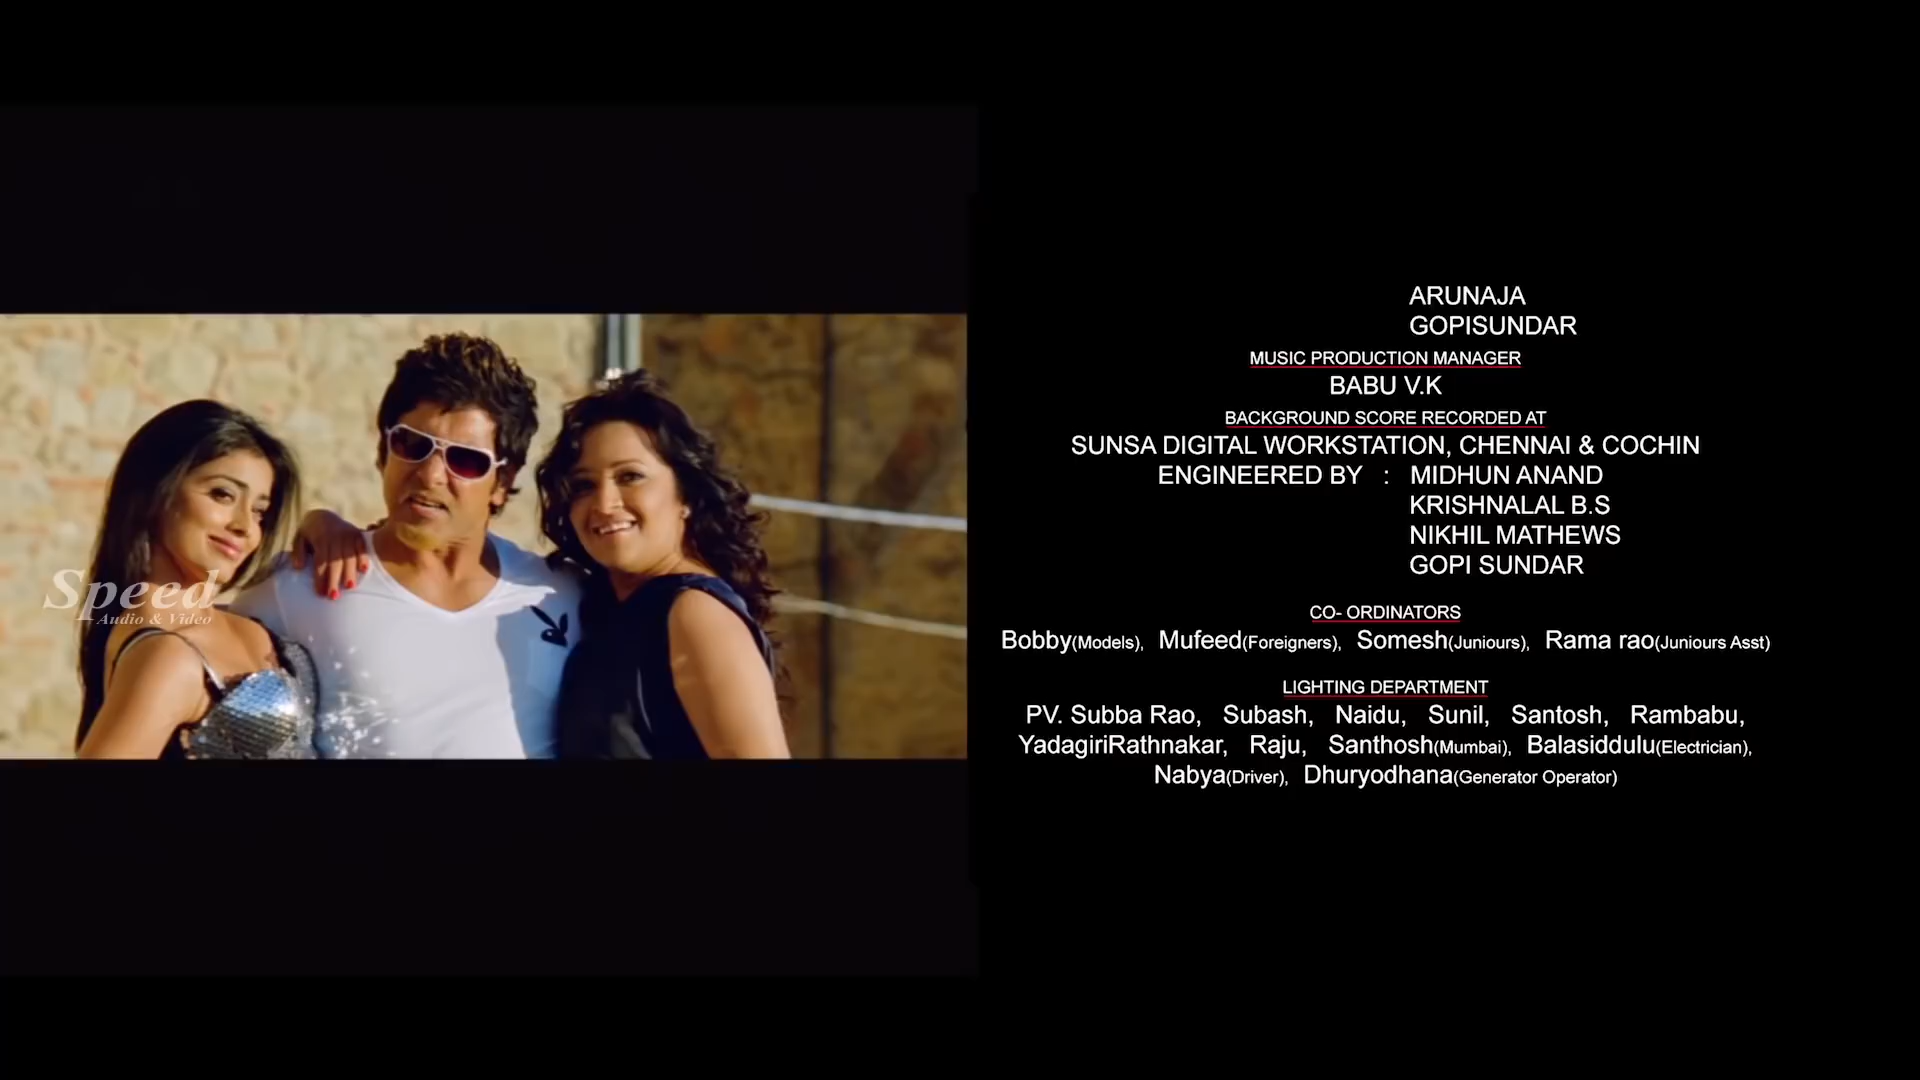 Speed
Audio & Video
ARUNAJA
GOPISUNDAR
MUSIC PRODUCTION MANAGER
BABU V.K
BACKGROUND SCORE RECORDED AT
SUNSA DIGITAL WORKSTATION, CHENNAI & COCHIN
ENGINEERED BY : MIDHUN ANAND
KRISHNALAL B.S
NIKHIL MATHEWS
GOPI SUNDAR
CO- ORDINATORS
Bobby(Models), Mufeed(Foreigners), Somesh(Juniours), Rama rao(Juniours Asst)
LIGHTING DEPARTMENT
PV. Subba Rao, Subash, Naidu, Sunil, Santosh, Rambabu,
YadagiriRathnakar, Raju, Santhosh(Mumbai), Balasiddulu(Electrician),
Nabya(Driver), Dhuryodhana(Generator Operator)